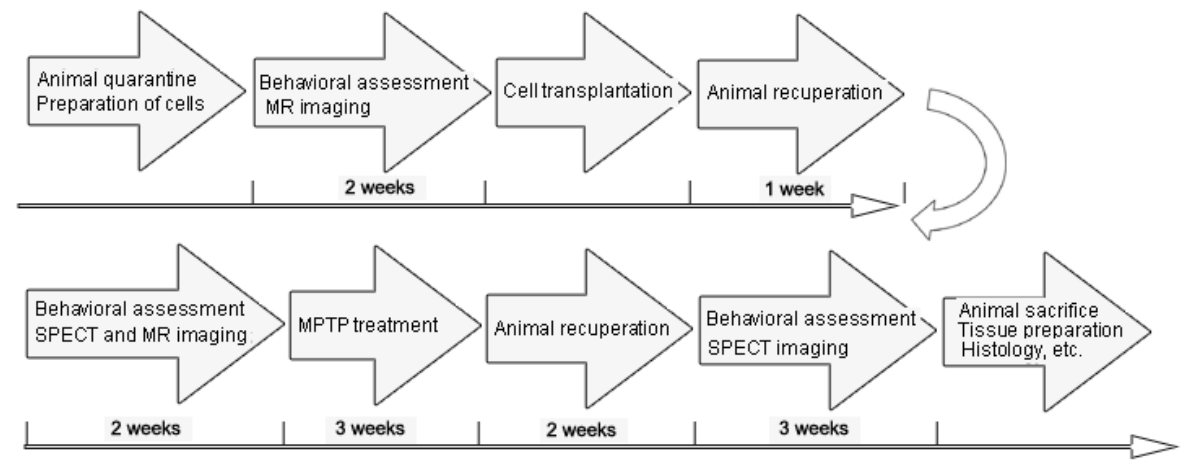 Animal quarantine
Preparation of cells
Behavioral assessment
MR imaging
Cell transplantation
Animal recuperation
2 weeks
1 week
Behavioral assessment
SPECT and MR imaging
MPTP treatment
Animal recuperation
Behavioral assessment
SPECT imaging
Animal sacrifice
Tissue preparation
Histology, etc.
2 weeks
3 weeks
2 weeks
3 weeks